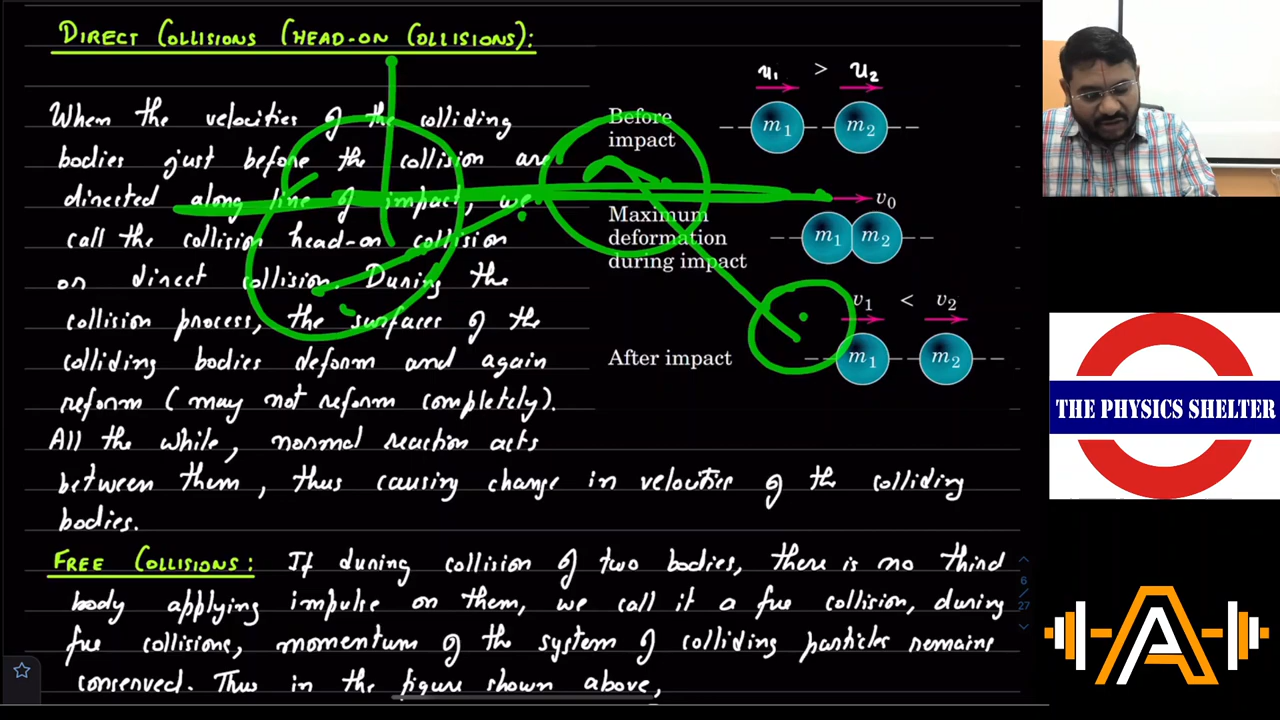 DIRECT COLLISIONS (HEAD-ON COLLISIONS):
When the velocities of the colliding
bodies just before the collision are
directed along line of impact, we
call the collision head-on collision
or direct collision. During the
collision process, the surfaces of the
colliding bodies deform and again
reform (may not reform completely).
All the while, normal reaction acts
between them, thus causing change in velocities of the colliding
bodies.
u₁ > u₂
Before
impact
m₁ m₂
v₀
Maximum
deformation
during impact
m₁ m₂
v₁ < v₂
After impact
m₁ m₂
FREE COLLISIONS: If during collision of two bodies, there is no third
body applying impulse on them, we call it a free collision, during
free collisions, momentum of the system of colliding particles remains
conserved. Thus in the figure shown above,
6
/
27
THE PHYSICS SHELTER
A